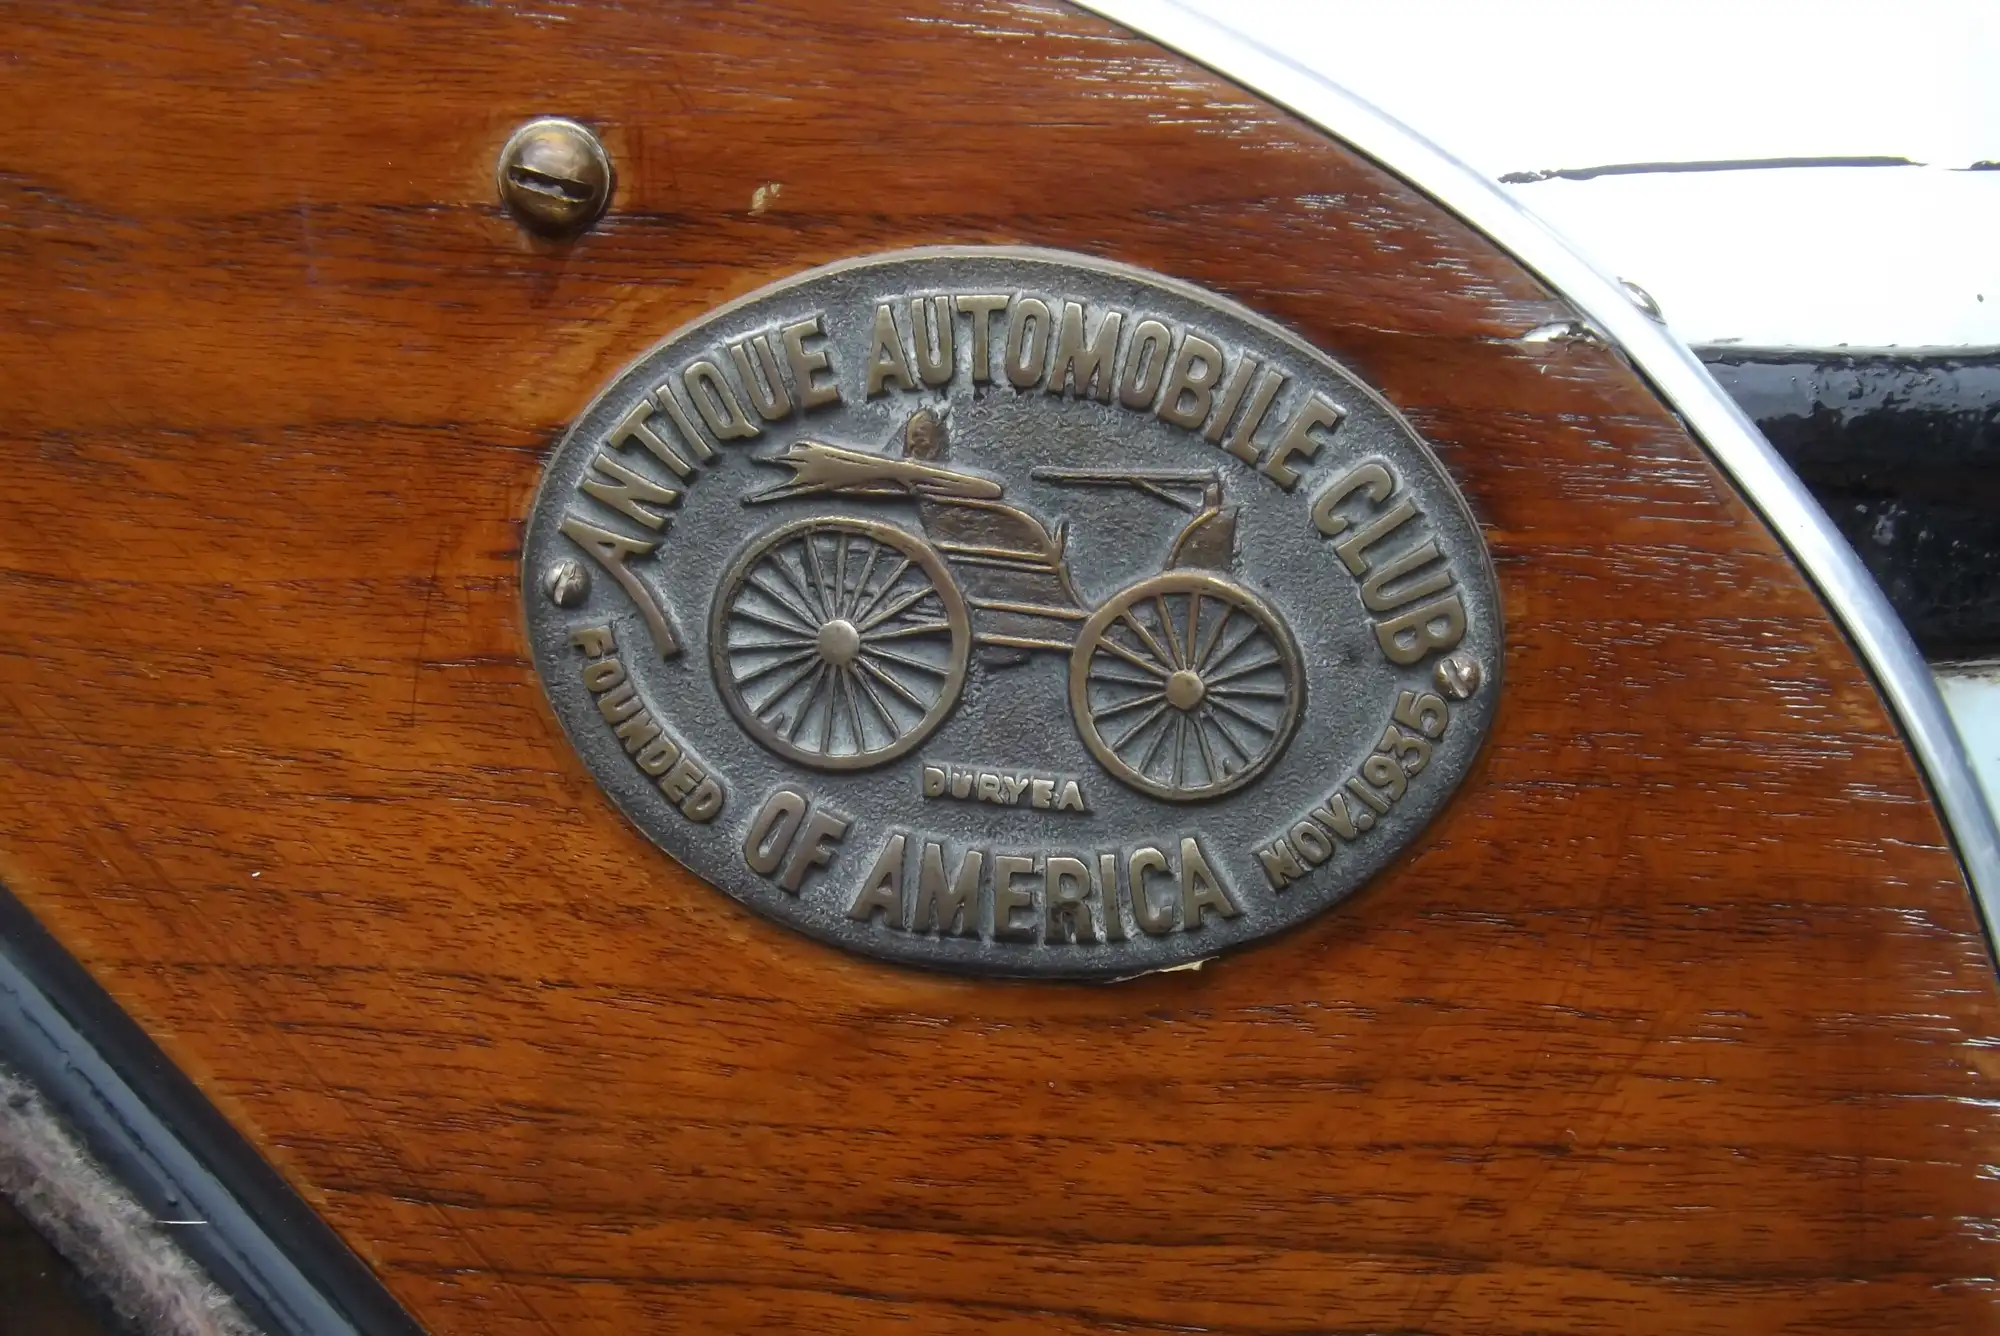 ANTIQUE AUTOMOBILE CLUB
DURYEA
OF AMERICA
FOUNDED
NOV. 1935